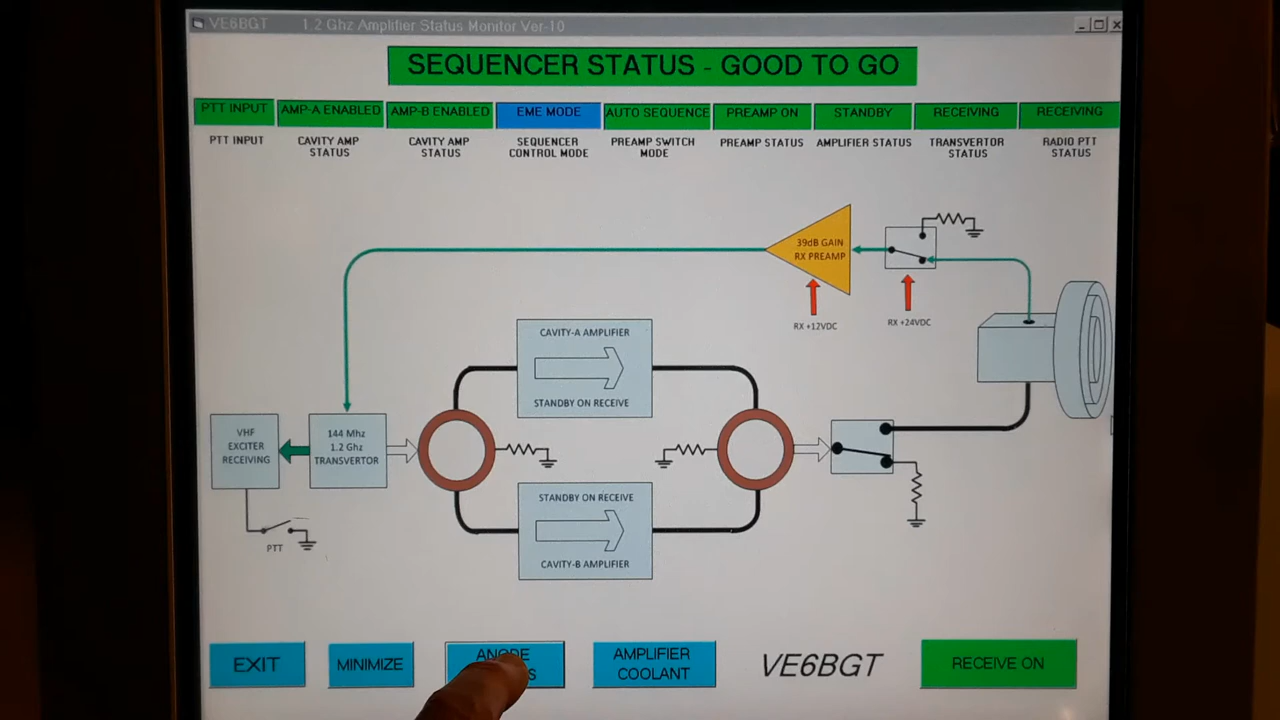 VE6BGT 1.2 Ghz Amplifier Status Monitor Ver-10
SEQUENCER STATUS - GOOD TO GO
PTT INPUT AMP-A ENABLED AMP-B ENABLED EME MODE AUTO SEQUENCE PREAMP ON STANDBY RECEIVING RECEIVING
PTT INPUT
CAVITY AMP
STATUS
CAVITY AMP
STATUS
SEQUENCER
CONTROL MODE
PREAMP SWITCH
MODE
PREAMP STATUS
AMPLIFIER STATUS
TRANSVERTOR
STATUS
RADIO PTT
STATUS
39dB GAIN
RX PREAMP
RX +12VDC
RX +24VDC
CAVITY-A AMPLIFIER
STANDBY ON RECEIVE
VHF
EXCITER
RECEIVING
144 Mhz
1.2 Ghz
TRANSVERTOR
PTT
STANDBY ON RECEIVE
CAVITY-B AMPLIFIER
EXIT
MINIMIZE
ANODE
AMPLIFIER
COOLANT
VE6BGT
RECEIVE ON